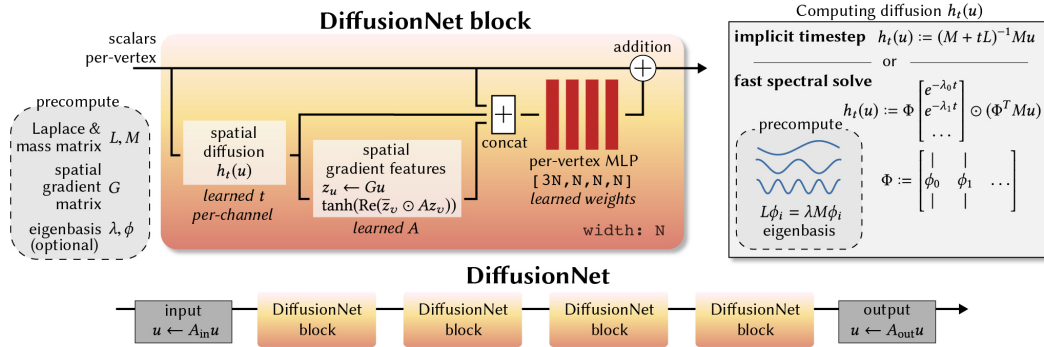 DiffusionNet block
scalars
per-vertex
addition
precompute
Laplace &
mass matrix L, M
spatial
gradient G
matrix
eigenbasis λ, ϕ
(optional)
spatial
diffusion
h_t(u)
learned t
per-channel
spatial
gradient features
z_u ← Gu
tanh(Re(z̄_v ⊙ Az_v))
learned A
+
concat
+
per-vertex MLP
[3N,N,N,N]
learned weights
width: N
Computing diffusion h_t(u)
implicit timestep h_t(u) := (M + tL)^{-1}Mu
or
fast spectral solve
h_t(u) := Φ [e^{-λ_0 t} e^{-λ_1 t} ...] ⊙ (Φ^T Mu)
precompute
Lϕ_i = λMϕ_i
eigenbasis
Φ := [ϕ_0 ϕ_1 ...]
DiffusionNet
input
u ← A_in u
DiffusionNet
block
DiffusionNet
block
DiffusionNet
block
DiffusionNet
block
output
u ← A_out u